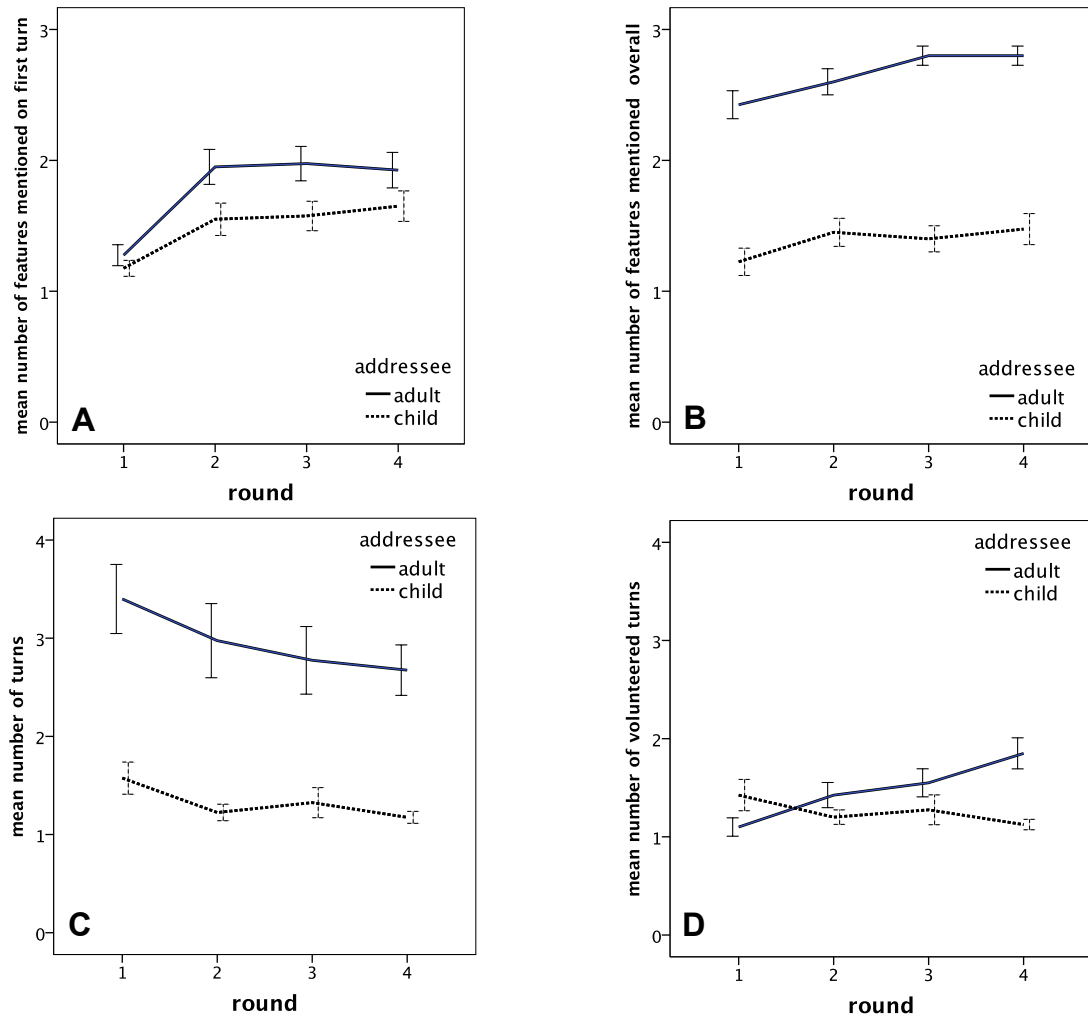 mean number of features mentioned on first turn
3
2
1
0
addressee
adult
child
A
1 2 3 4
round
mean number of features mentioned overall
3
2
1
0
addressee
adult
child
B
1 2 3 4
round
mean number of turns
4
3
2
1
0
addressee
adult
child
C
1 2 3 4
round
mean number of volunteered turns
4
3
2
1
0
addressee
adult
child
D
1 2 3 4
round